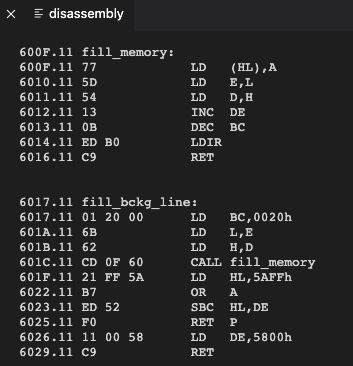 disassembly
600F.11 fill_memory:
600F.11 77 LD (HL),A
6010.11 5D LD E,L
6011.11 54 LD D,H
6012.11 13 INC DE
6013.11 0B DEC BC
6014.11 ED B0 LDIR
6016.11 C9 RET
6017.11 fill_bckg_line:
6017.11 01 20 00 LD BC,0020h
601A.11 6B LD L,E
601B.11 62 LD H,D
601C.11 CD 0F 60 CALL fill_memory
601F.11 21 FF 5A LD HL,5AFFh
6022.11 B7 OR A
6023.11 ED 52 SBC HL,DE
6025.11 F0 RET P
6026.11 11 00 58 LD DE,5800h
6029.11 C9 RET